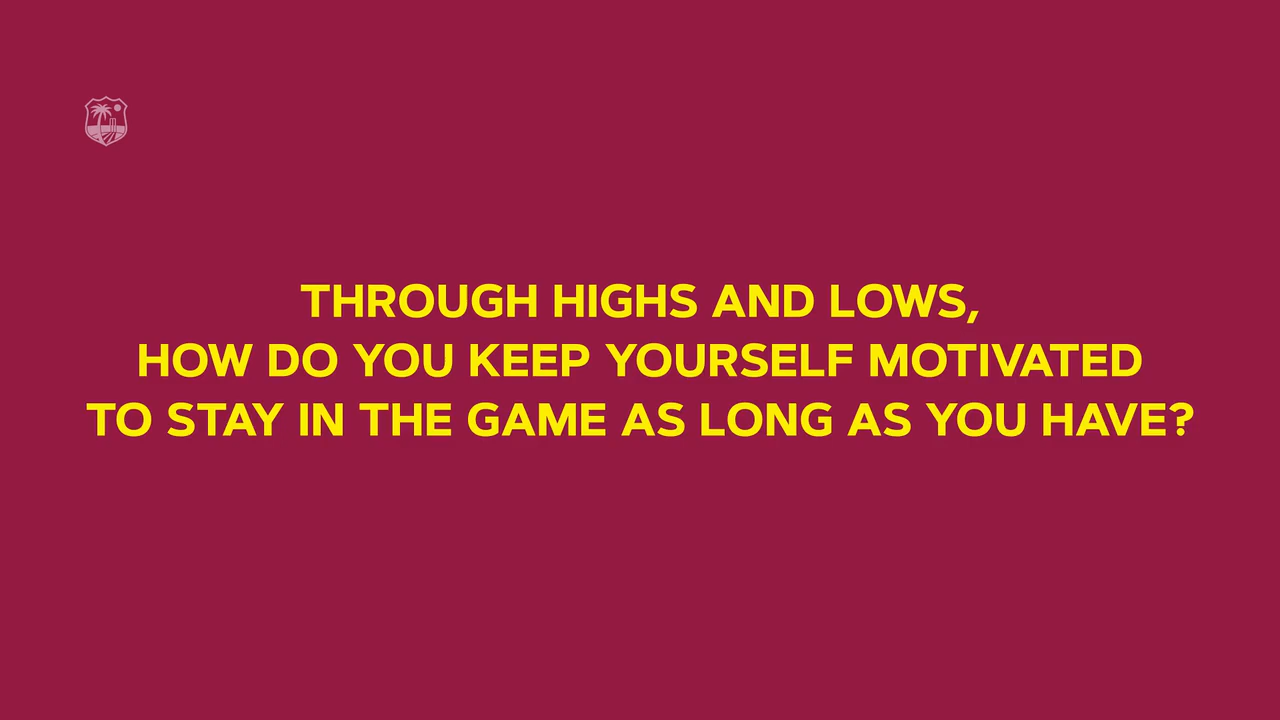 THROUGH HIGHS AND LOWS,
HOW DO YOU KEEP YOURSELF MOTIVATED
TO STAY IN THE GAME AS LONG AS YOU HAVE?